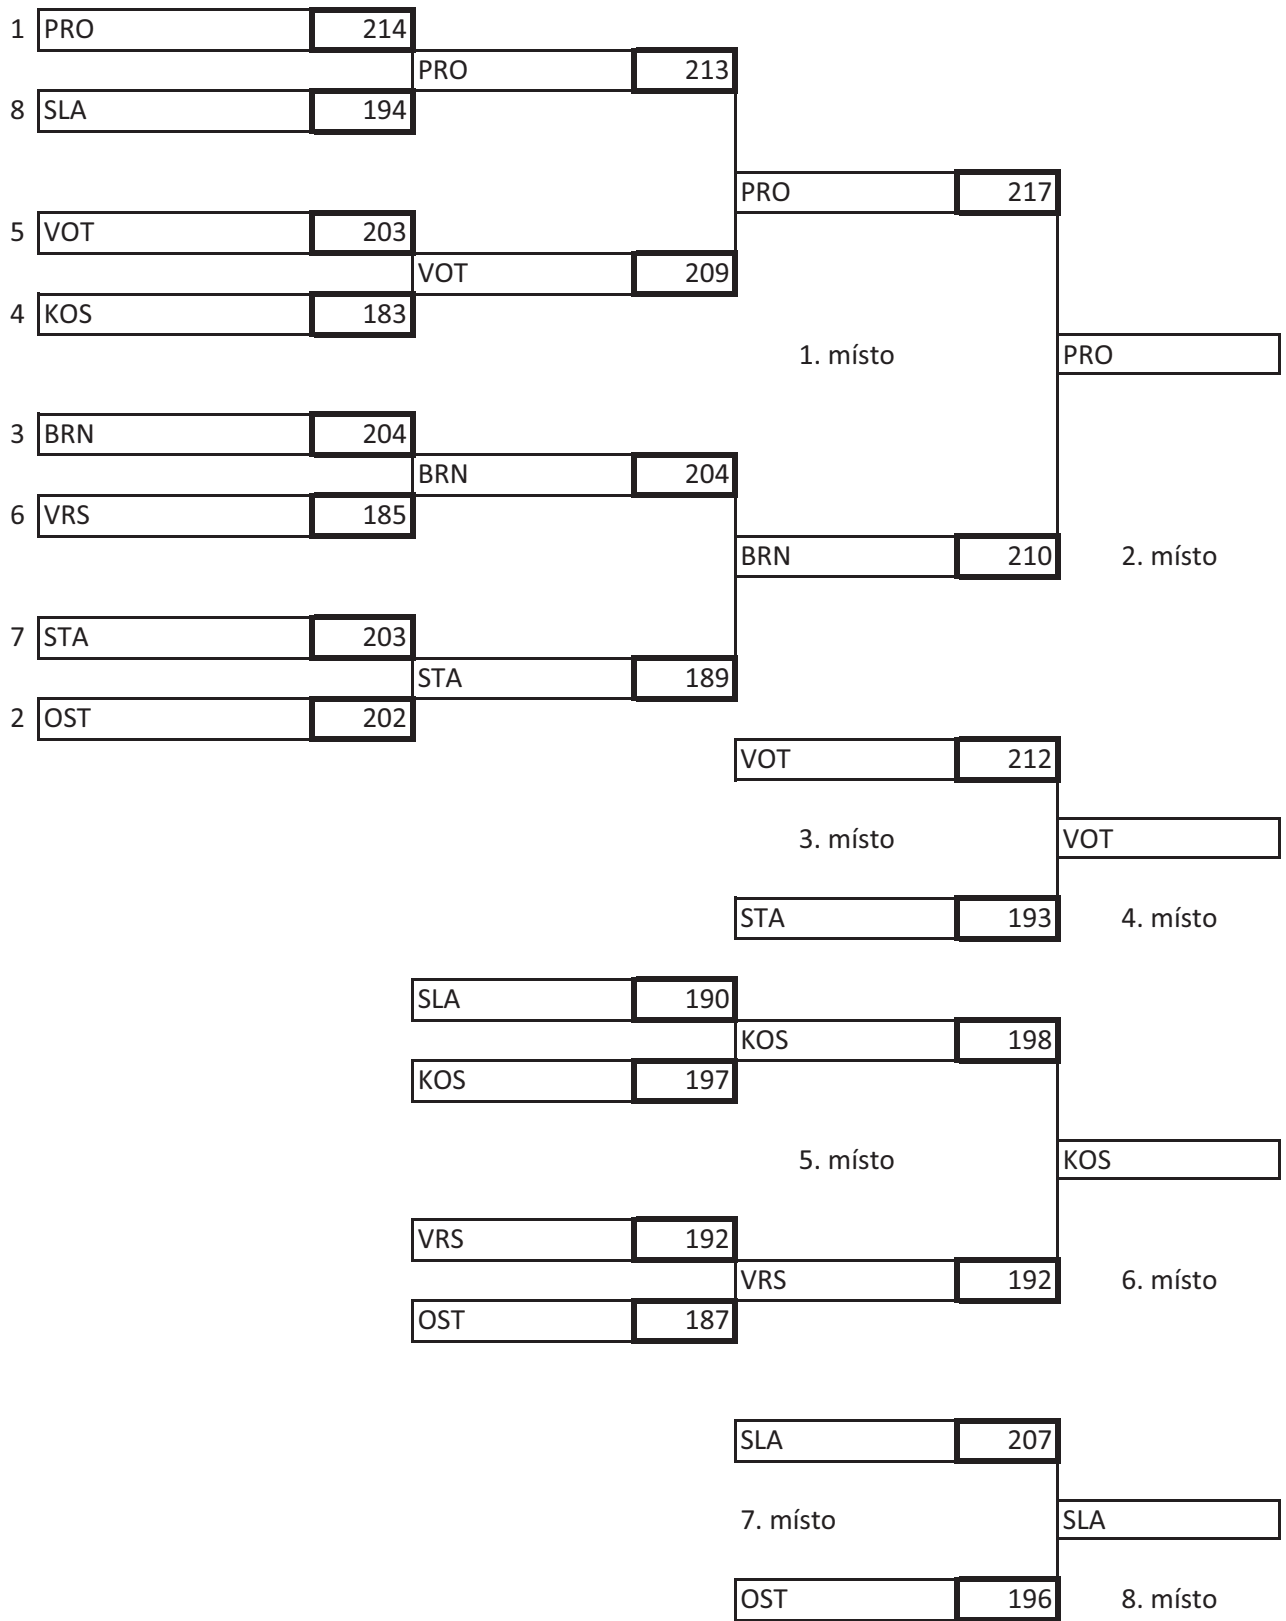 1 PRO 214
PRO 213
8 SLA 194
PRO 217
5 VOT 203
VOT 209
4 KOS 183
1. místo PRO
3 BRN 204
BRN 204
6 VRS 185
BRN 210 2. místo
7 STA 203
STA 189
2 OST 202
VOT 212
3. místo VOT
STA 193 4. místo
SLA 190
KOS 198
KOS 197
5. místo KOS
VRS 192
VRS 192 6. místo
OST 187
SLA 207
7. místo SLA
OST 196 8. místo